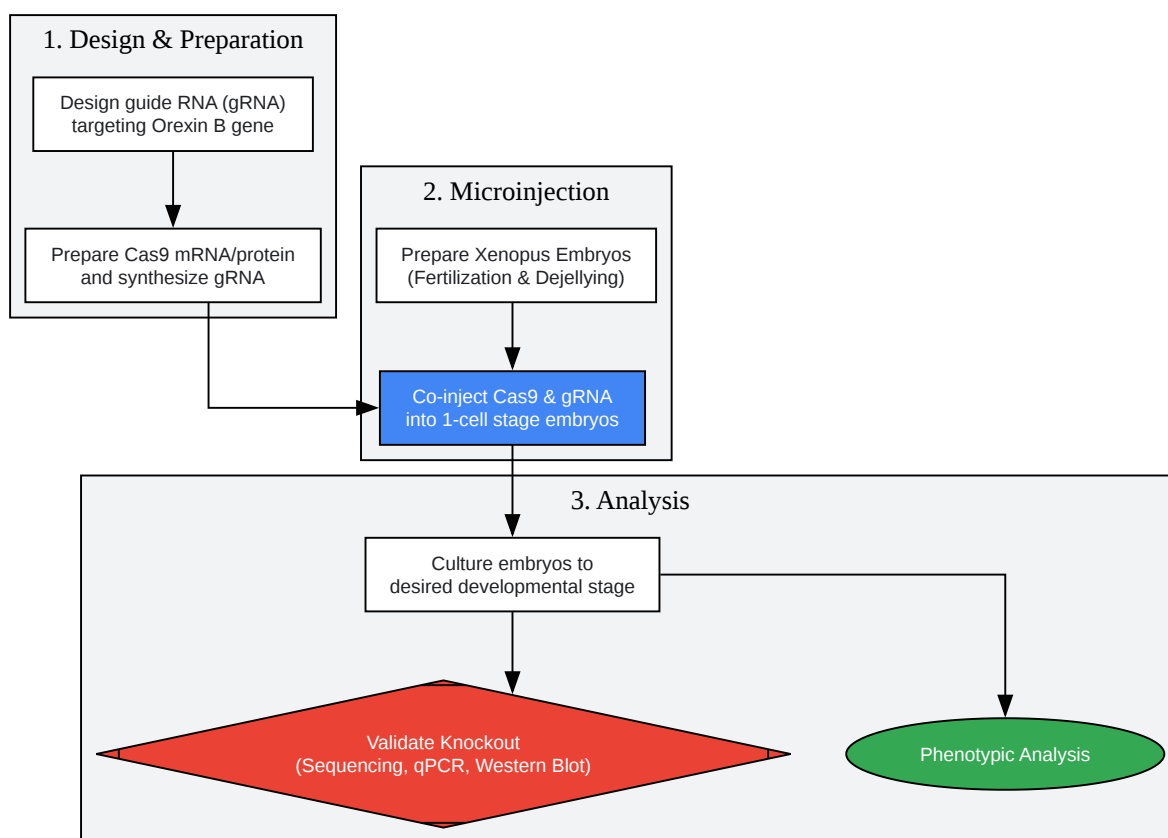 1. Design & Preparation
Design guide RNA (gRNA)
targeting Orexin B gene
Prepare Cas9 mRNA/protein
and synthesize gRNA
2. Microinjection
Prepare Xenopus Embryos
(Fertilization & Dejellying)
Co-inject Cas9 & gRNA
into 1-cell stage embryos
3. Analysis
Culture embryos to
desired developmental stage
Validate Knockout
(Sequencing, qPCR, Western Blot)
Phenotypic Analysis